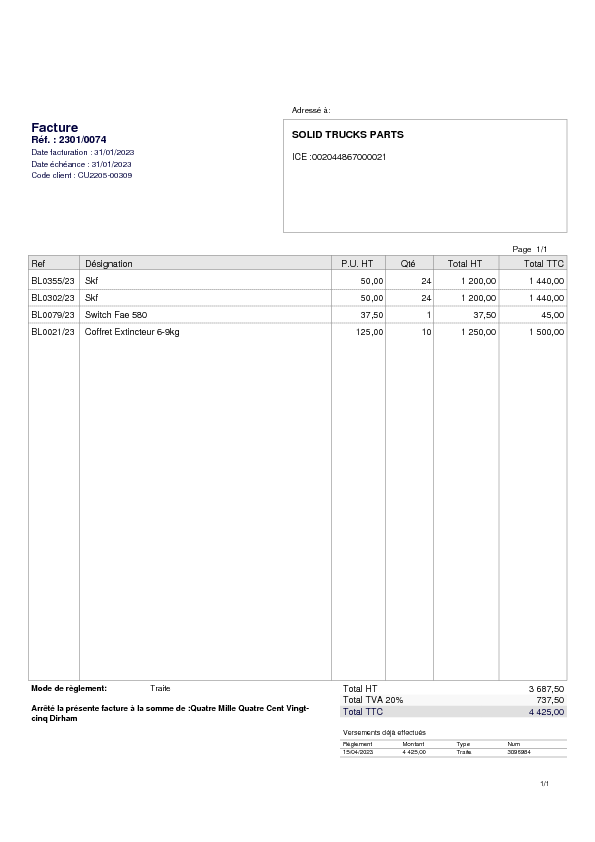 Adressé à:
Facture
Réf. : 2301/0074
Date facturation : 31/01/2023
Date échéance : 31/01/2023
Code client : CU2205-00309
SOLID TRUCKS PARTS
ICE :002044867000021
Page 1/1
Ref Désignation P.U. HT Qté Total HT Total TTC
BL0355/23 Skf 50,00 24 1 200,00 1 440,00
BL0302/23 Skf 50,00 24 1 200,00 1 440,00
BL0079/23 Switch Fae 580 37,50 1 37,50 45,00
BL0021/23 Coffret Extincteur 6-9kg 125,00 10 1 250,00 1 500,00
Mode de règlement: Traite
Arrêté la présente facture à la somme de :Quatre Mille Quatre Cent Vingt-
cinq Dirham
Total HT 3 687,50
Total TVA 20% 737,50
Total TTC 4 425,00
Versements déjà effectués
Règlement Montant Type Num
15/04/2023 4 425,00 Traite 3096984
1/1